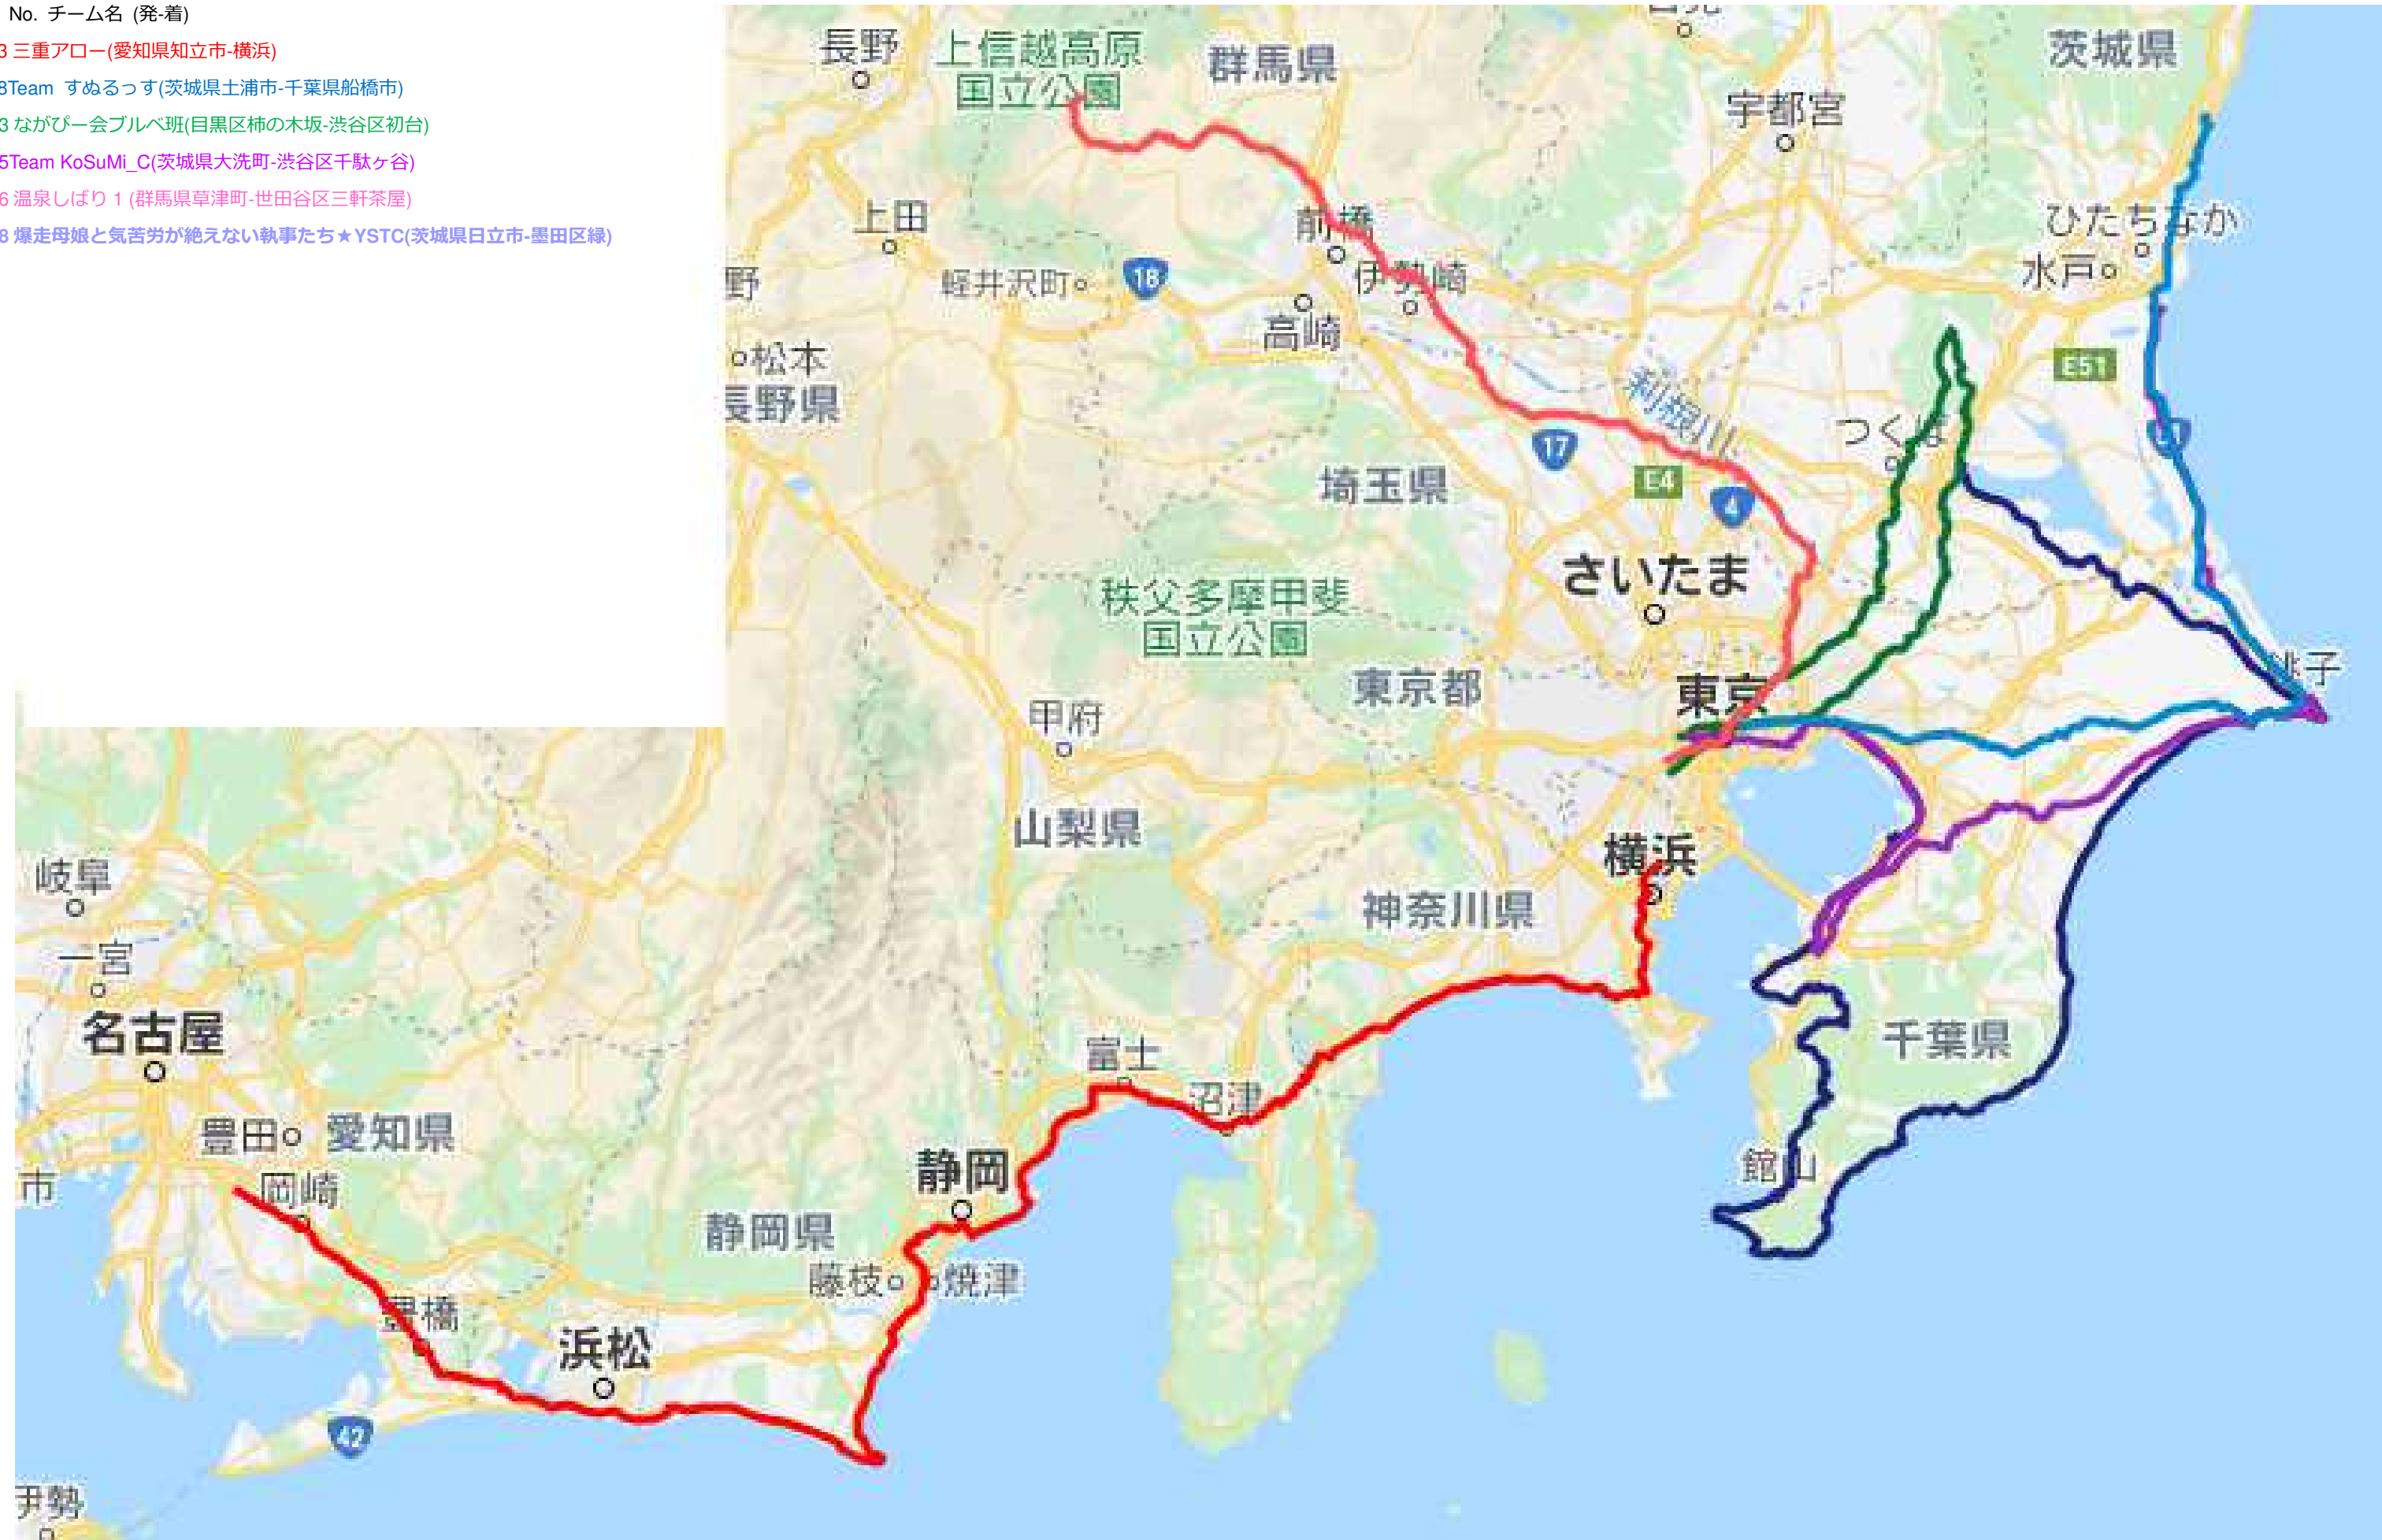 No. チーム名 (発-着)
3 三重アロー(愛知県知立市-横浜)
8Team すぬるっす(茨城県土浦市-千葉県船橋市)
3 ながぴー会ブルベ班(目黒区柿の木坂-渋谷区初台)
5Team KoSuMi_C(茨城県大洗町-渋谷区千駄ヶ谷)
6 温泉しばり 1 (群馬県草津町-世田谷区三軒茶屋)
8 爆走母娘と気苦労が絶えない執事たち★YSTC(茨城県日立市-墨田区緑)
長野
上信越高原
国立公園
群馬県
茨城県
宇都宮
上田
前橋
ひたちなか
水戸
野
軽井沢町
18
伊勢崎
高崎
松本
長野県
E51
利根川
つくば
51
17
E4
4
埼玉県
さいたま
秩父多摩甲斐
国立公園
東京都
東京
銚子
甲府
山梨県
横浜
岐阜
神奈川県
一宮
名古屋
富士
千葉県
沼津
豊田
愛知県
静岡
館山
市
岡崎
静岡県
藤枝
焼津
豊橋
浜松
42
伊勢